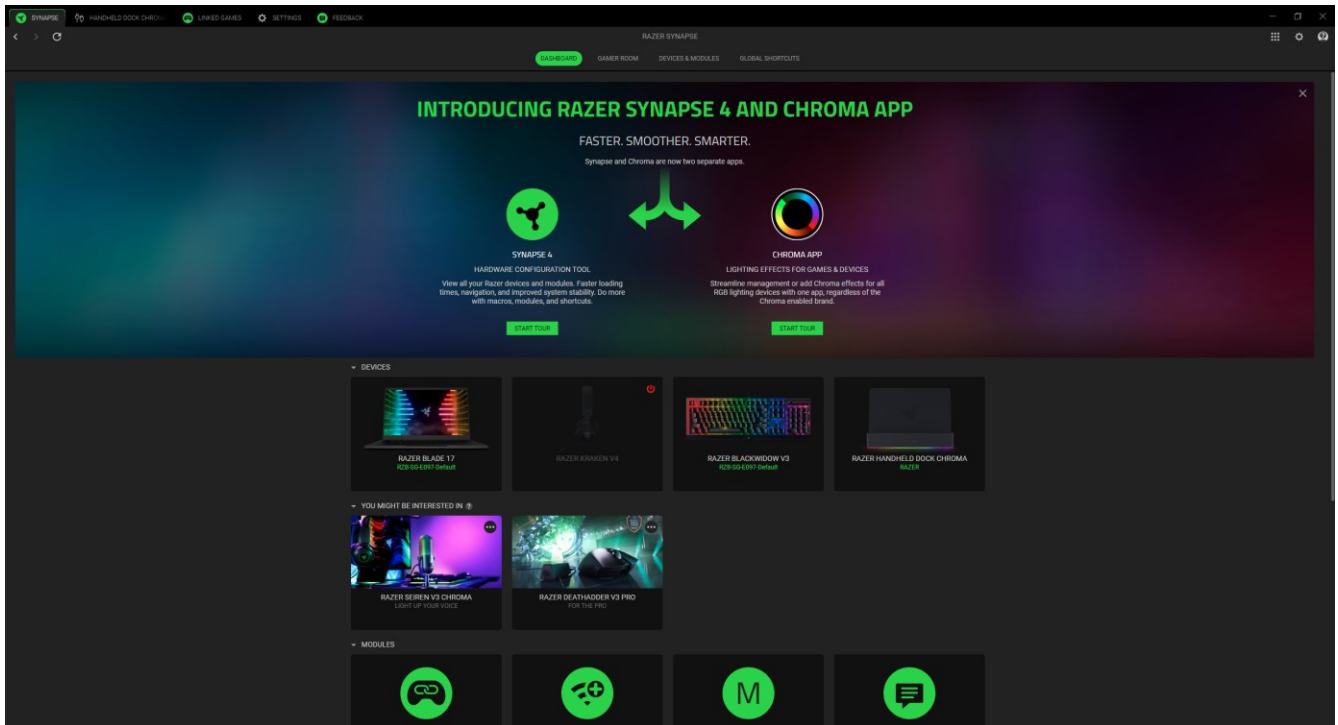 SYNAPSE
HANDHELD DOCK CHROM
LINKED GAMES
SETTINGS
FEEDBACK
RAZER SYNAPSE
DASHBOARD
GAMER ROOM
DEVICES & MODULES
GLOBAL SHORTCUTS
INTRODUCING RAZER SYNAPSE 4 AND CHROMA APP
FASTER. SMOOTHER. SMARTER.
Synapse and Chroma are now two separate apps.
SYNAPSE 4
HARDWARE CONFIGURATION TOOL
View all your Razer devices and modules. Faster loading
times, navigation, and improved system stability. Do more
with macros, modules, and shortcuts.
START TOUR
CHROMA APP
LIGHTING EFFECTS FOR GAMES & DEVICES
Streamline management or add Chroma effects for all
RGB lighting devices with one app, regardless of the
Chroma enabled brand.
START TOUR
DEVICES
RAZER BLADE 17
RZB-SG-E097-Default
RAZER KRAKEN V4
RAZER BLACKWIDOW V3
RZB-SG-E097-Default
RAZER HANDHELD DOCK CHROMA
RAZER
YOU MIGHT BE INTERESTED IN ?
RAZER SEIREN V3 CHROMA
LIGHT UP YOUR VOICE
RAZER DEATHADDER V3 PRO
FOR THE PRO
MODULES
M